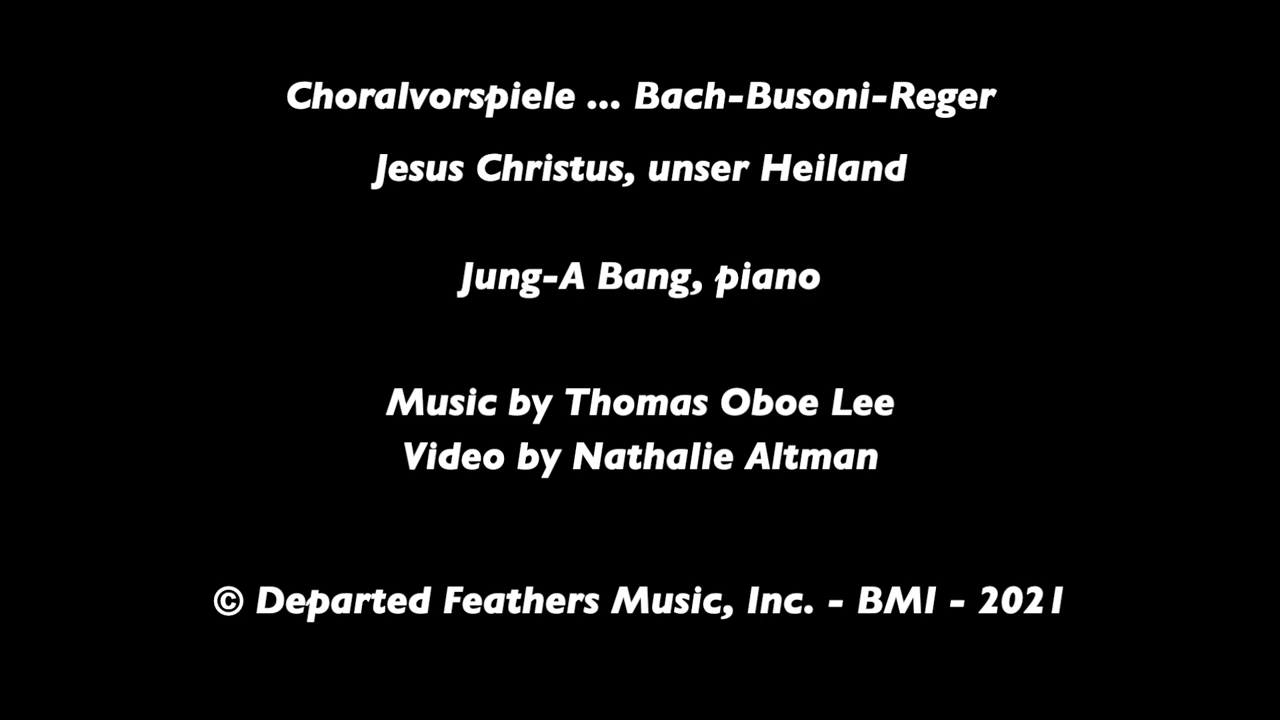 Choralvorspiele ... Bach-Busoni-Reger
Jesus Christus, unser Heiland
Jung-A Bang, piano
Music by Thomas Oboe Lee
Video by Nathalie Altman
© Departed Feathers Music, Inc. - BMI - 2021